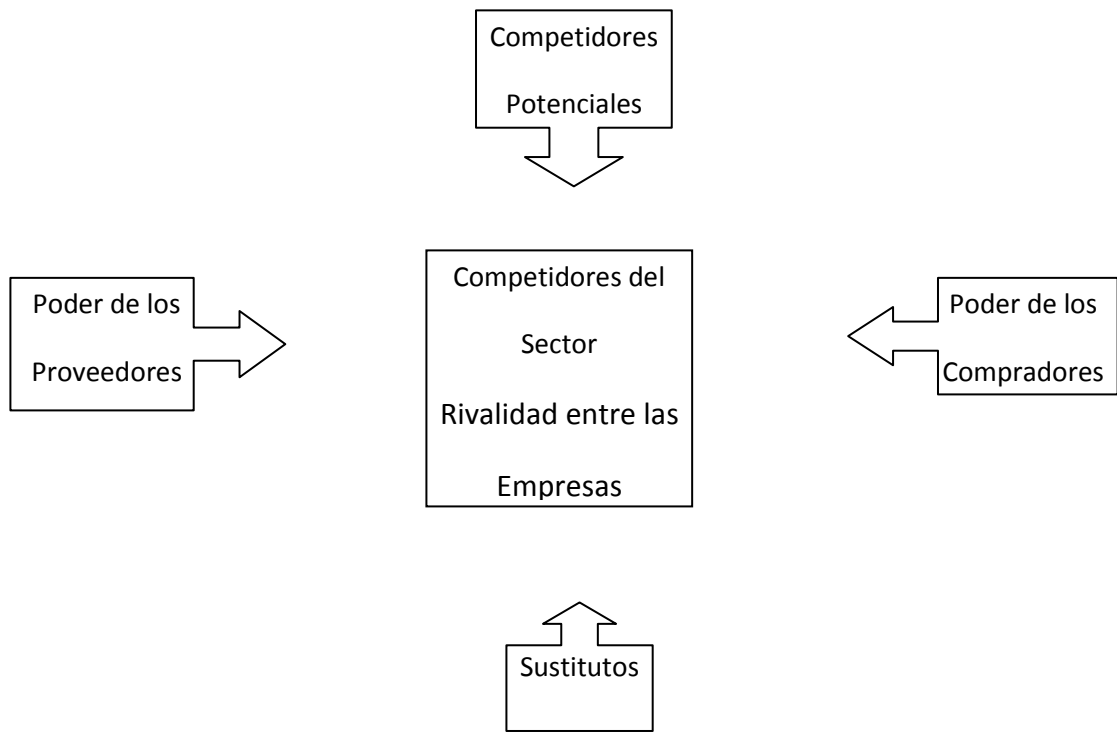 Competidores
Potenciales
Poder de los
Proveedores
Competidores del
Sector
Rivalidad entre las
Empresas
Poder de los
Compradores
Sustitutos